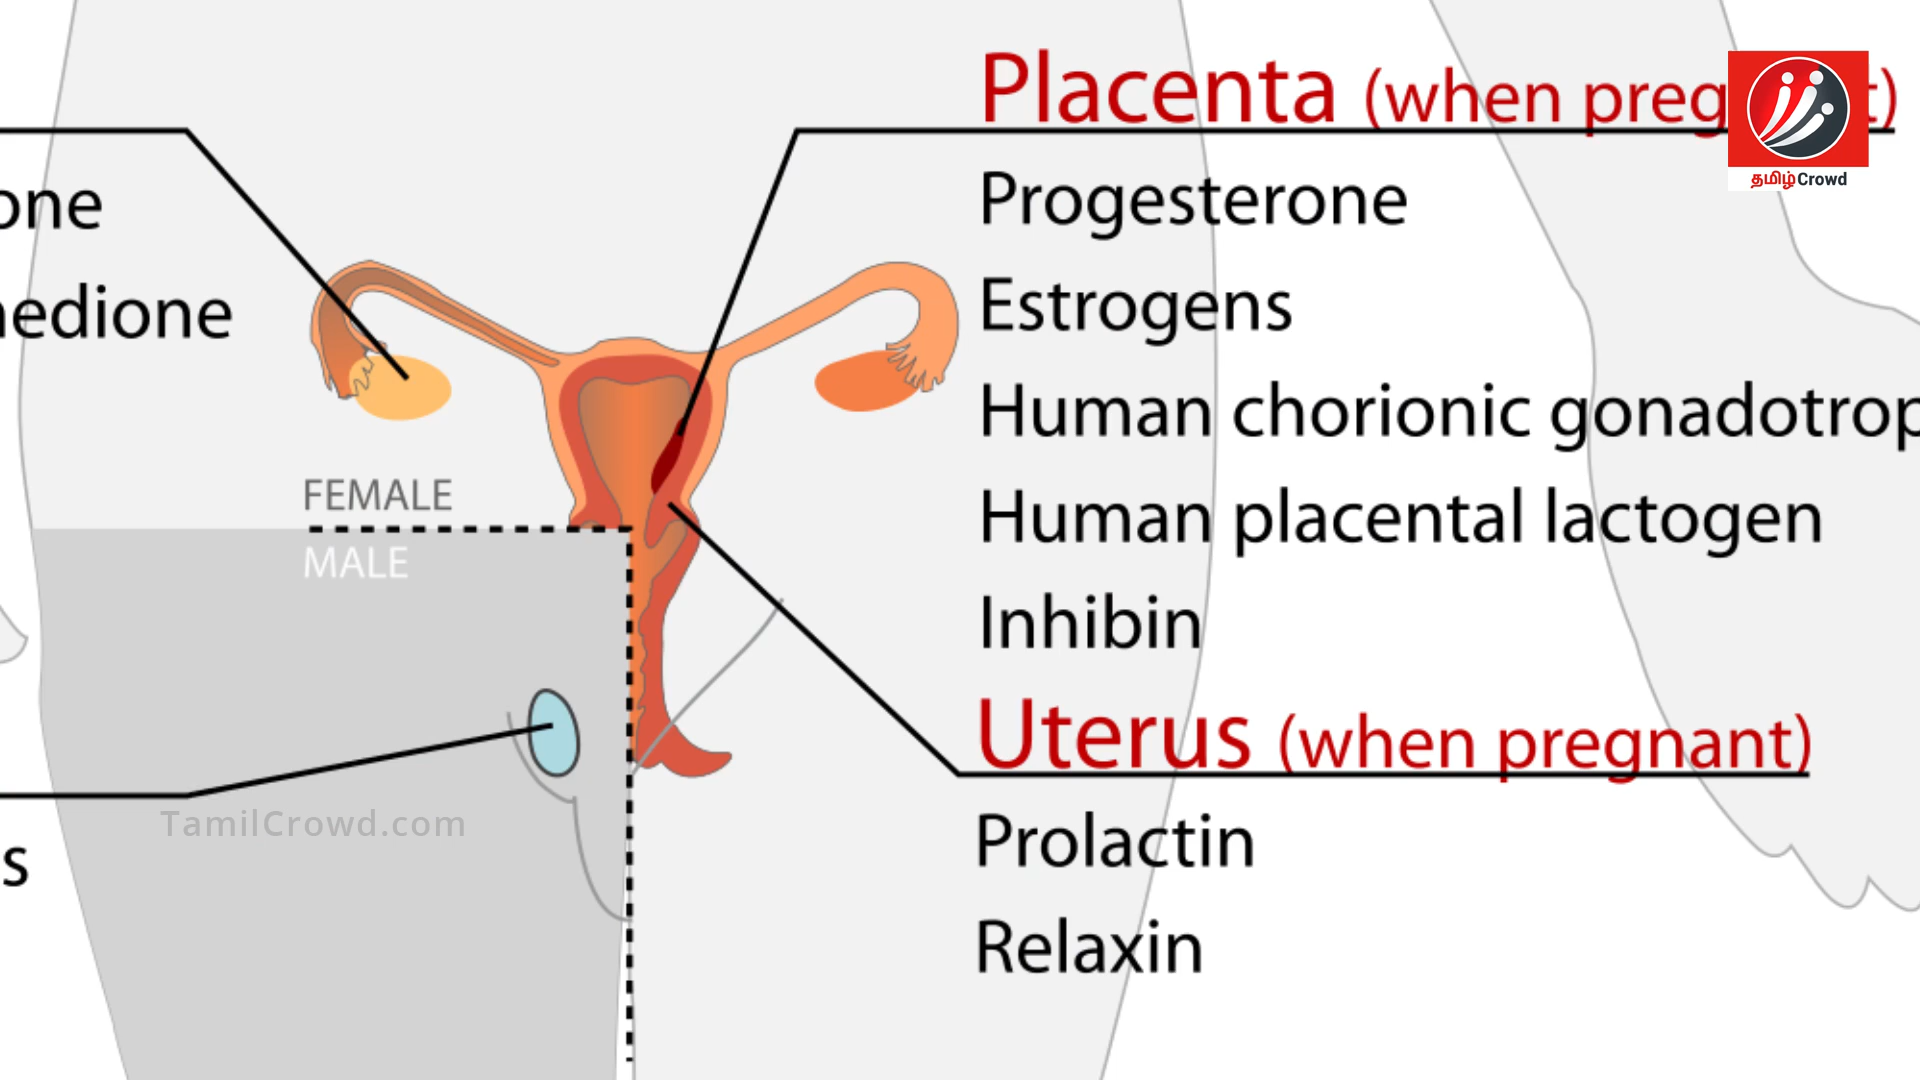 Placenta (when preg t)
Progesterone
Estrogens
Human chorionic gonadotrop
Human placental lactogen
Inhibin
Uterus (when pregnant)
Prolactin
Relaxin
one
nedione
FEMALE
MALE
s
TamilCrowd.com
தமிழ்Crowd